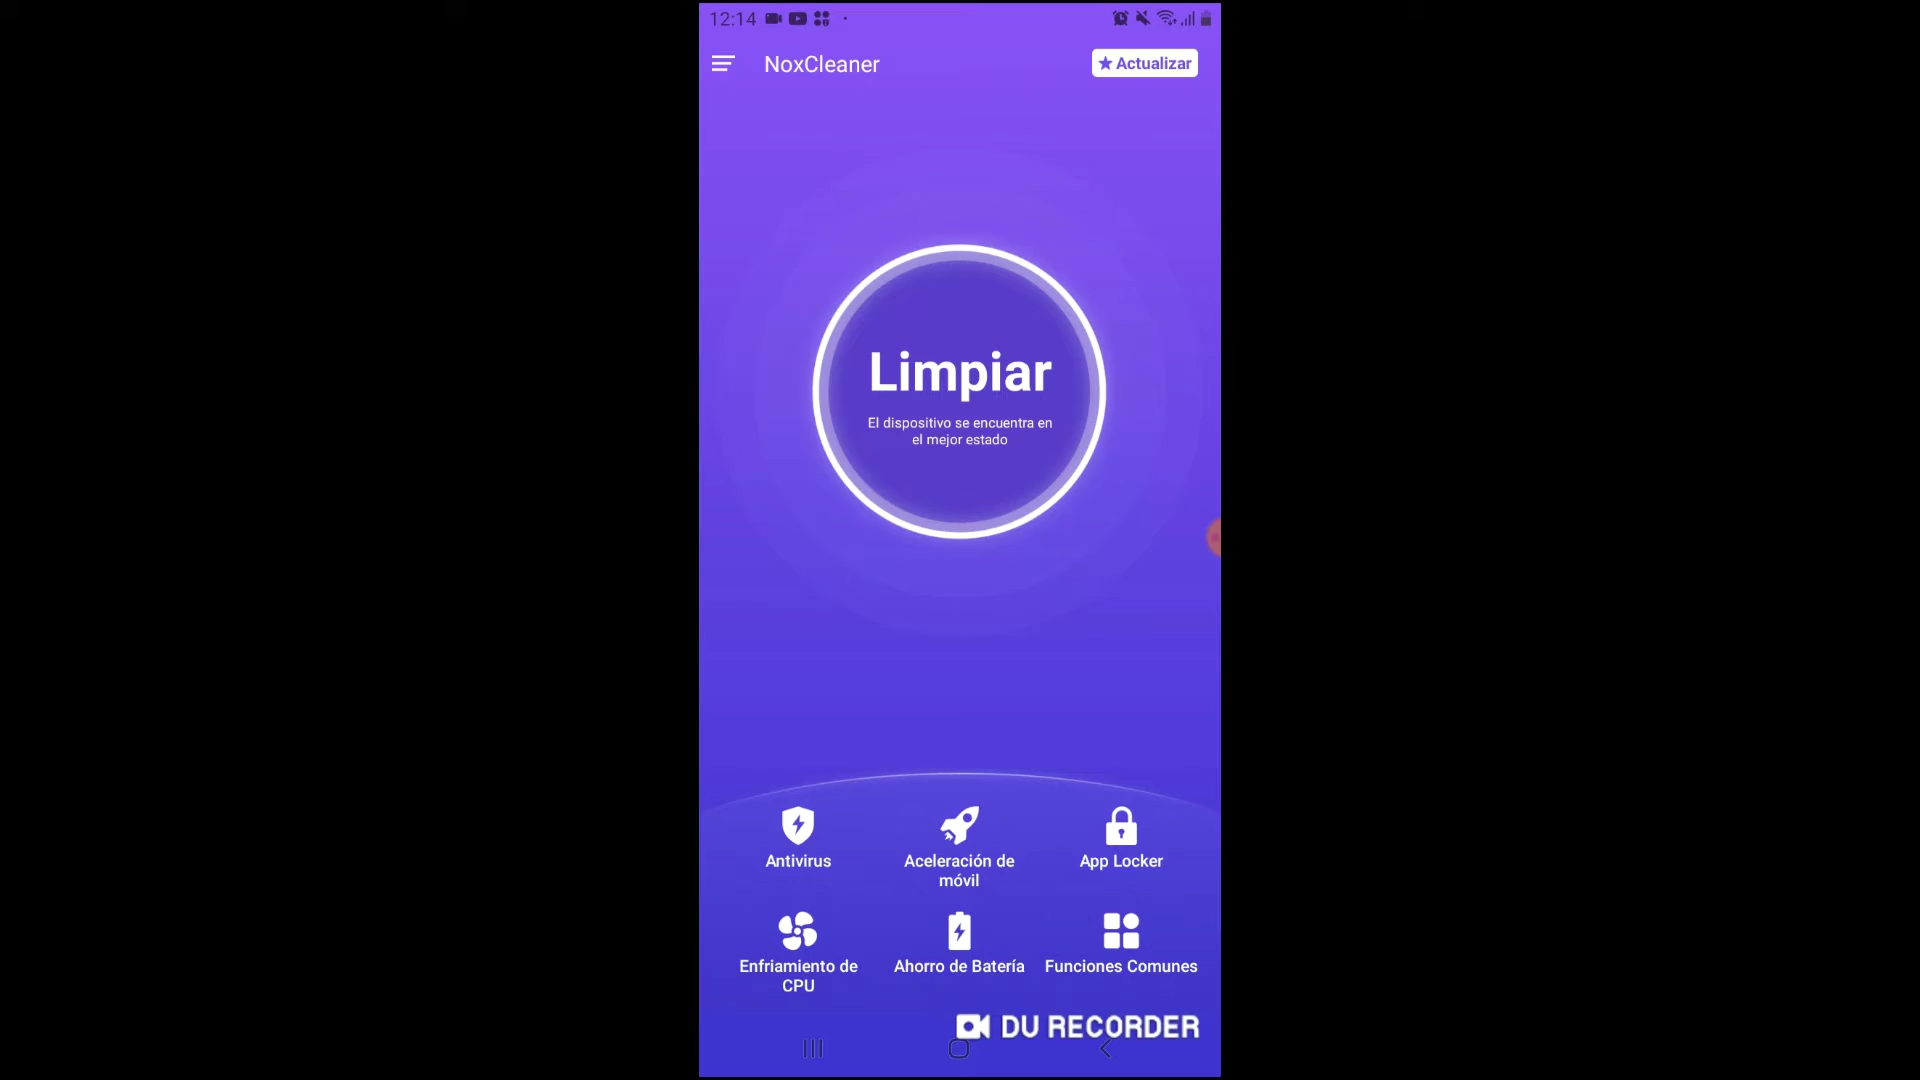 12:14
NoxCleaner
Actualizar
Limpiar
El dispositivo se encuentra en
el mejor estado
Antivirus
Aceleración de
móvil
App Locker
Enfriamiento de
CPU
Ahorro de Batería
Funciones Comunes
DU RECORDER